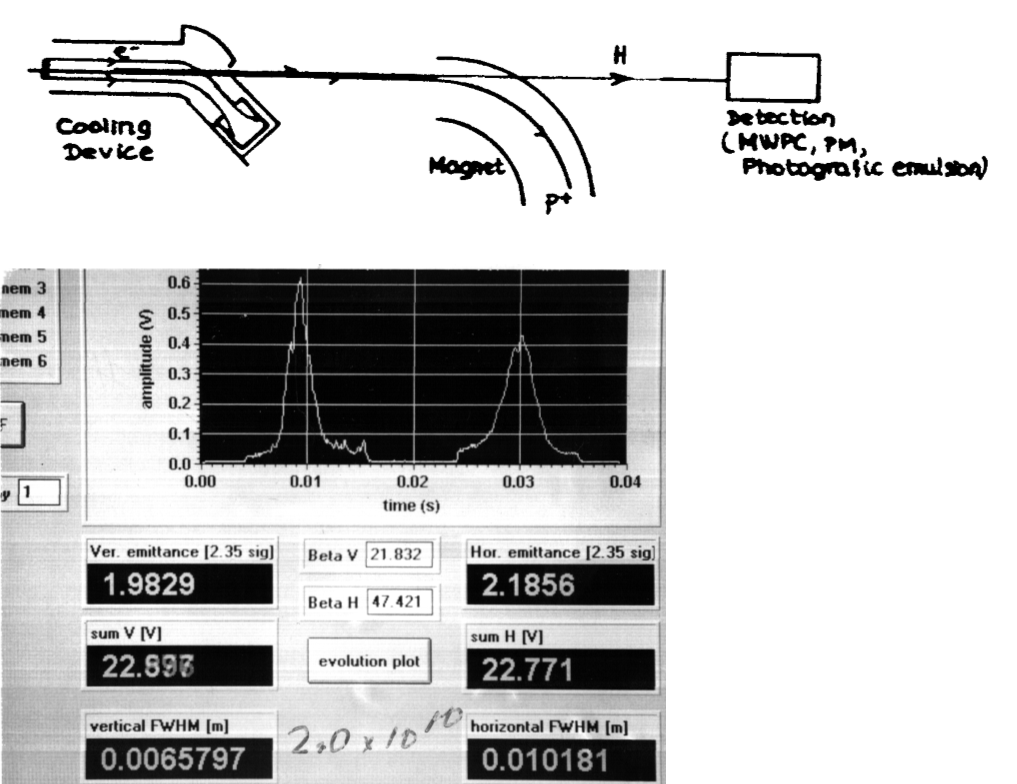 e⁻
H
Cooling
Device
Magnet
P⁺
Detection
(MWPC, PM,
Photografic emulsion)
mem 3
mem 4
mem 5
mem 6
F
1
amplitude (V)
0.6
0.5
0.4
0.3
0.2
0.1
0.0
0.00 0.01 0.02 0.03 0.04
time (s)
Ver. emittance [2.35 sig]
1.9829
Beta V 21.832
Beta H 47.421
Hor. emittance [2.35 sig]
2.1856
sum V [V]
evolution plot
sum H [V]
22.771
vertical FWHM [m]
0.0065797
2,0 x 10¹⁰
horizontal FWHM [m]
0.010181